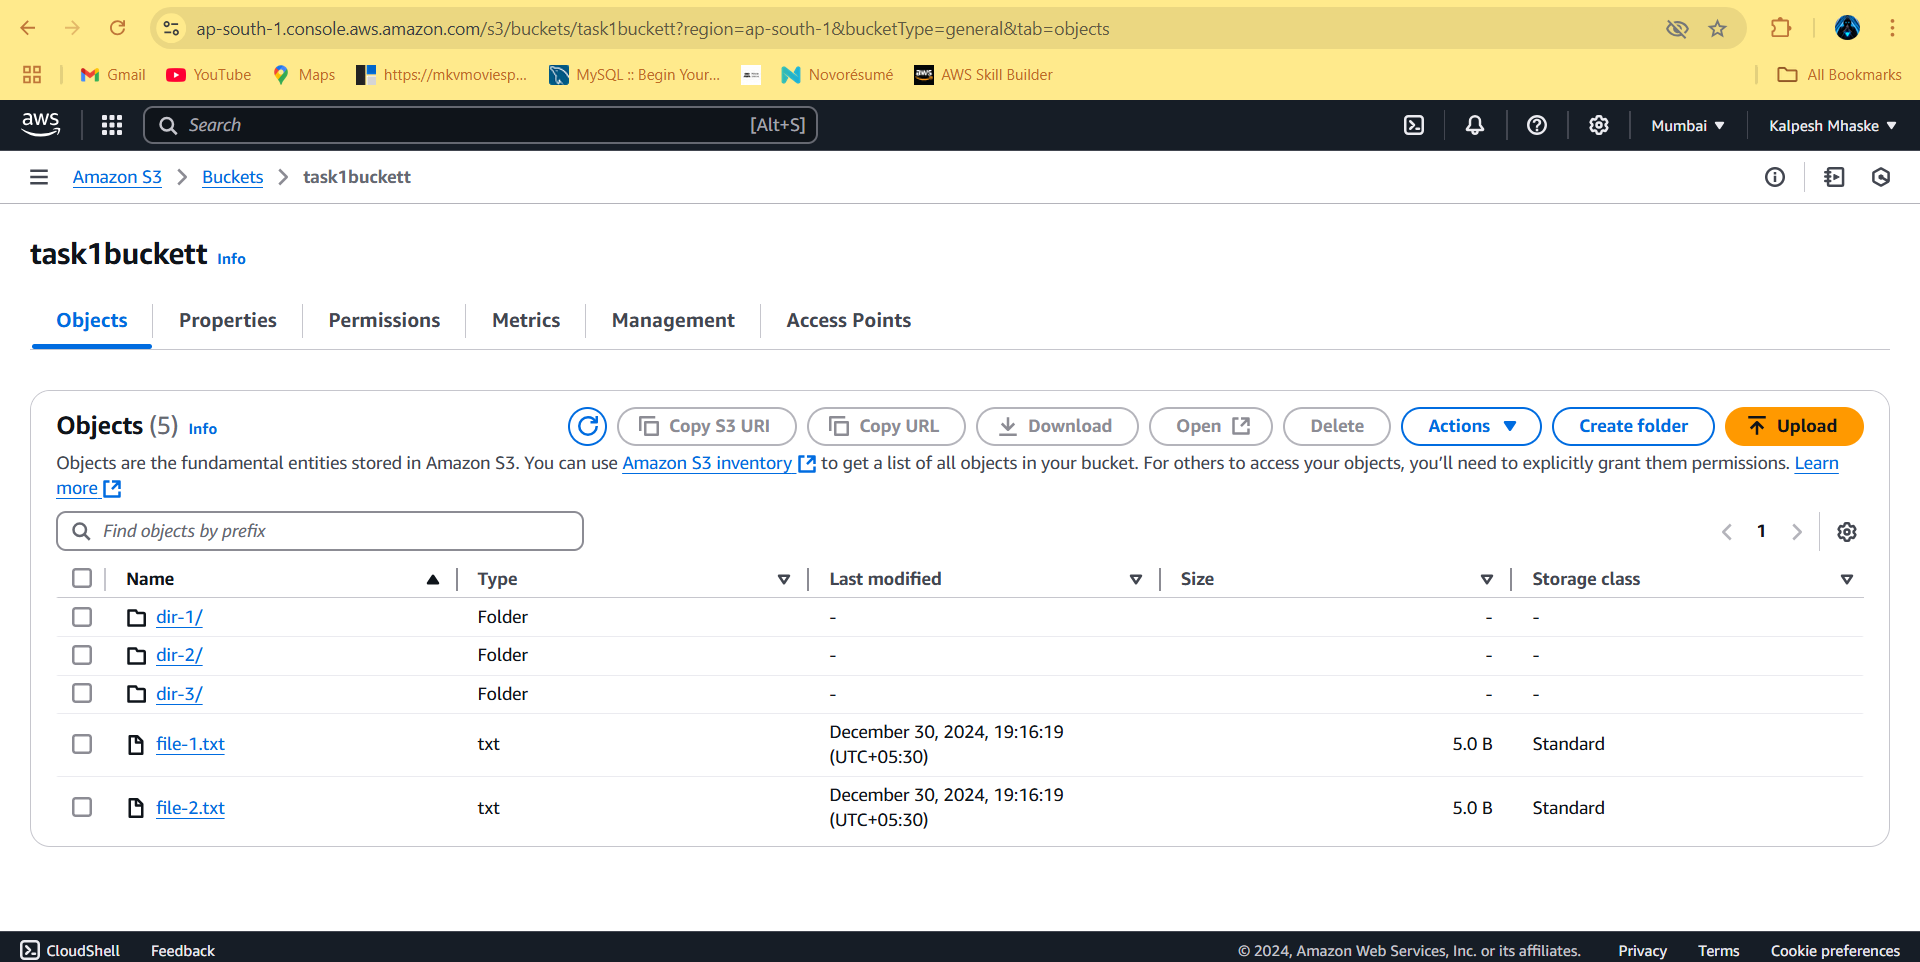 ap-south-1.console.aws.amazon.com/s3/buckets/task1buckett?region=ap-south-1&bucketType=general&tab=objects
Gmail YouTube Maps https://mkvmoviesp... MySQL :: Begin Your... Novorésumé aws AWS Skill Builder All Bookmarks
aws Search [Alt+S] Mumbai Kalpesh Mhaske
Amazon S3 Buckets task1buckett
task1buckett Info
Objects Properties Permissions Metrics Management Access Points
Objects (5) Info Copy S3 URI Copy URL Download Open Delete Actions Create folder Upload
Objects are the fundamental entities stored in Amazon S3. You can use Amazon S3 inventory to get a list of all objects in your bucket. For others to access your objects, you'll need to explicitly grant them permissions. Learn
more
Find objects by prefix 1
Name Type Last modified Size Storage class
dir-1/ Folder - - -
dir-2/ Folder - - -
dir-3/ Folder - - -
file-1.txt txt December 30, 2024, 19:16:19 (UTC+05:30) 5.0 B Standard
file-2.txt txt December 30, 2024, 19:16:19 (UTC+05:30) 5.0 B Standard
CloudShell Feedback © 2024, Amazon Web Services, Inc. or its affiliates. Privacy Terms Cookie preferences